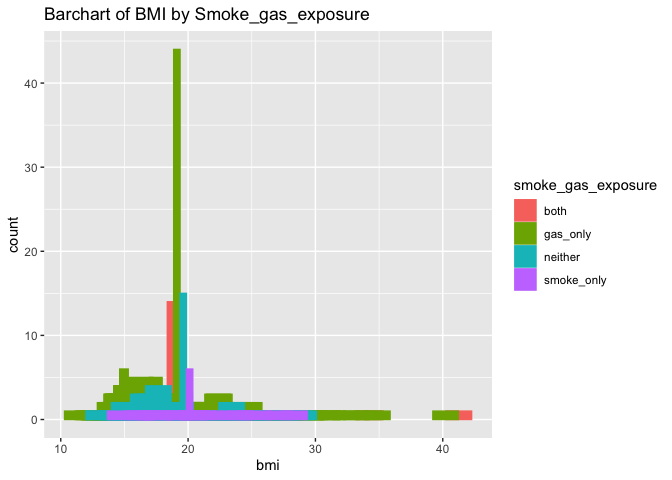 Barchart of BMI by Smoke_gas_exposure
40
30
20
10
0
count
10
20
30
40
bmi
smoke_gas_exposure
both
gas_only
neither
smoke_only